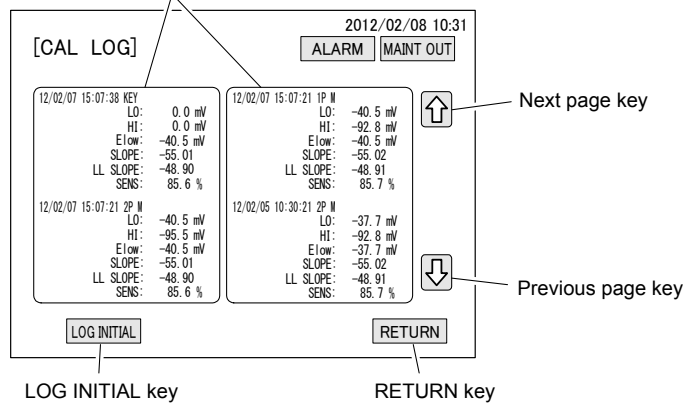 2012/02/08 10:31
[CAL LOG]
ALARM
MAINT OUT
12/02/07 15:07:38 KEY
LO: 0.0 mV
HI: 0.0 mV
Elow: −40.5 mV
SLOPE: −55.01
LL SLOPE: −48.90
SENS: 85.6 %
12/02/07 15:07:21 2P M
LO: −40.5 mV
HI: −95.5 mV
Elow: −40.5 mV
SLOPE: −55.01
LL SLOPE: −48.90
SENS: 85.6 %
12/02/07 15:07:21 1P M
LO: −40.5 mV
HI: −92.8 mV
Elow: −40.5 mV
SLOPE: −55.02
LL SLOPE: −48.91
SENS: 85.7 %
12/02/05 10:30:21 2P M
LO: −37.7 mV
HI: −92.8 mV
Elow: −37.7 mV
SLOPE: −55.02
LL SLOPE: −48.91
SENS: 85.7 %
Next page key
Previous page key
LOG INITIAL
RETURN
LOG INITIAL key
RETURN key